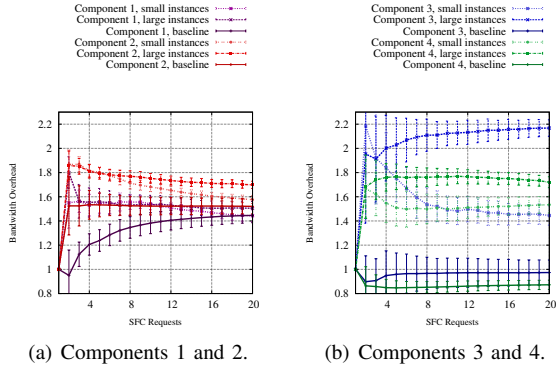 Component 1, small instances
Component 1, large instances
Component 1, baseline
Component 2, small instances
Component 2, large instances
Component 2, baseline
2.2
2
1.8
1.6
1.4
1.2
1
0.8
Bandwidth Overhead
4 8 12 16 20
SFC Requests
(a) Components 1 and 2.
Component 3, small instances
Component 3, large instances
Component 3, baseline
Component 4, small instances
Component 4, large instances
Component 4, baseline
2.2
2
1.8
1.6
1.4
1.2
1
0.8
Bandwidth Overhead
4 8 12 16 20
SFC Requests
(b) Components 3 and 4.